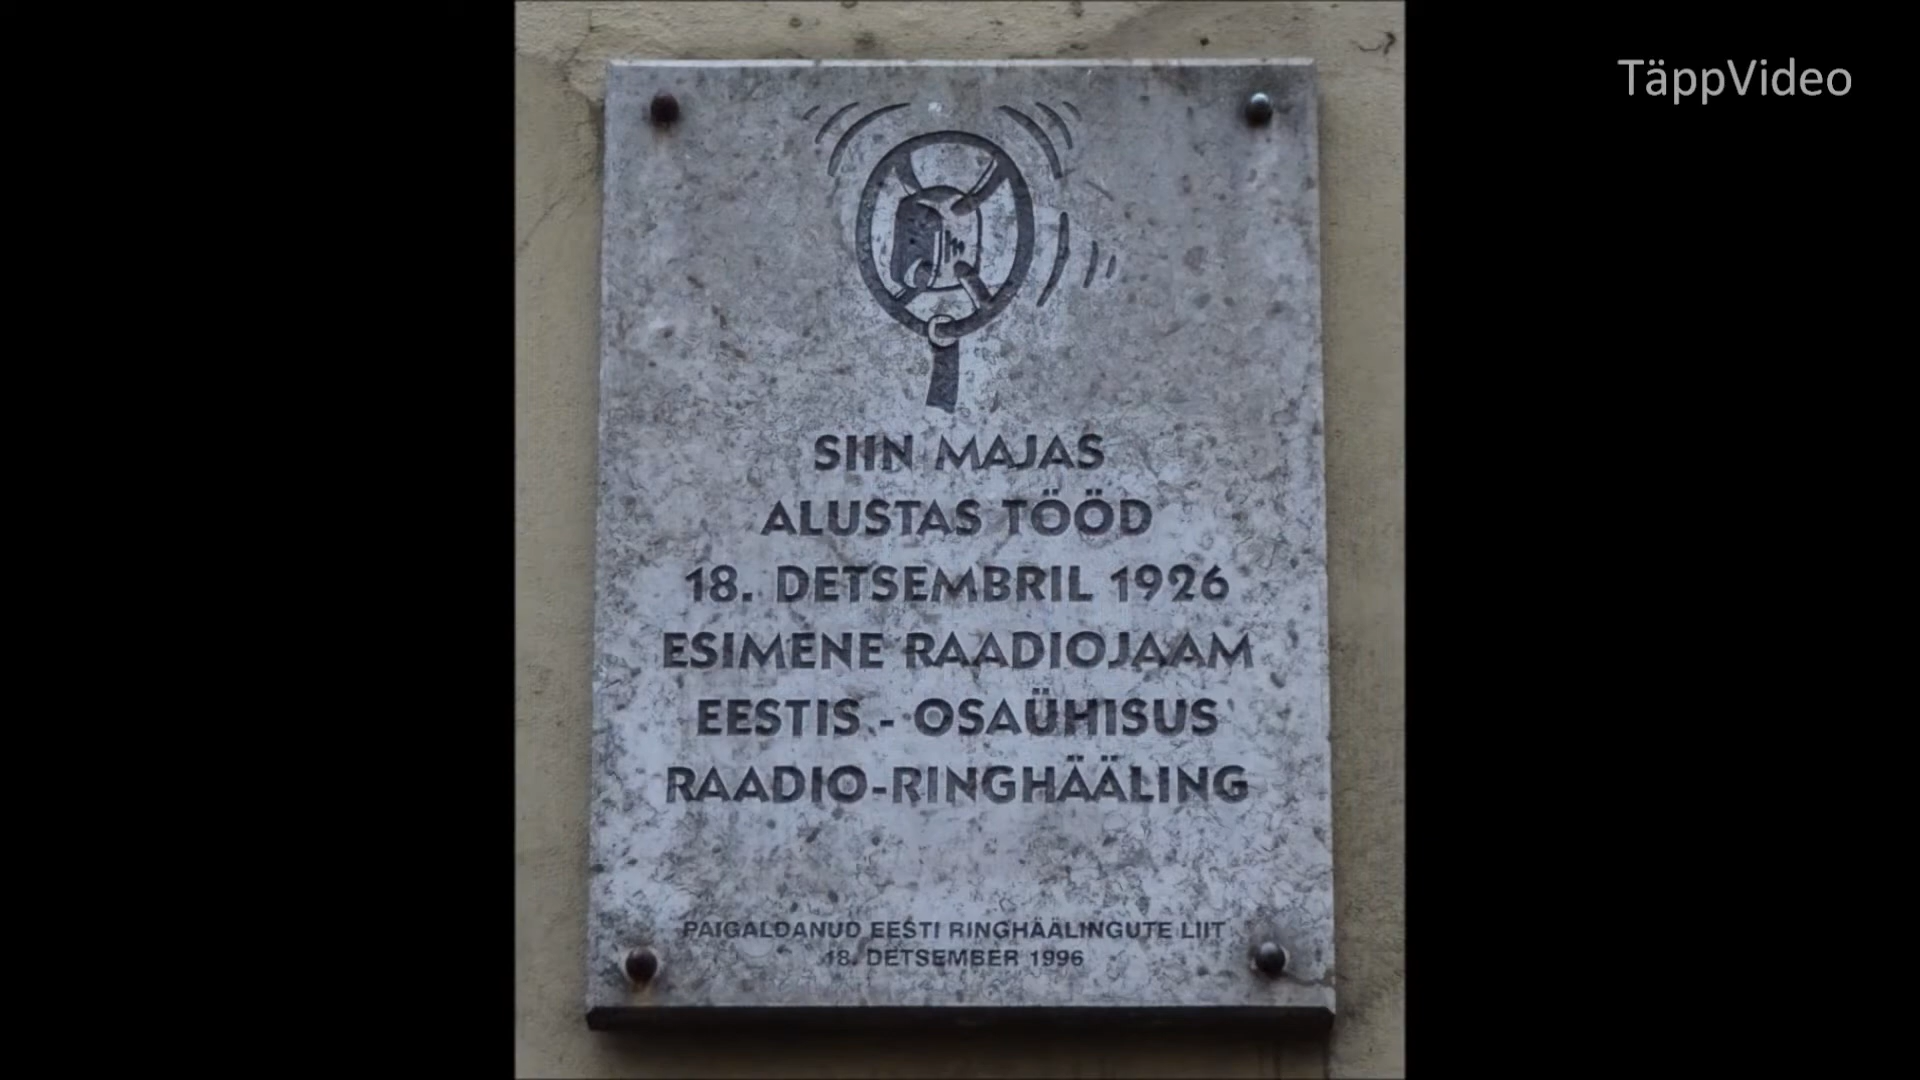 TäppVideo
SIIN MAJAS
ALUSTAS TÖÖD
18. DETSEMBRIL 1926
ESIMENE RAADIOJAAM
EESTIS - OSAÜHISUS
RAADIO-RINGHÄÄLING
PAIGALDANUD EESTI RINGHÄÄLINGUTE LIIT
18. DETSEMBER 1996